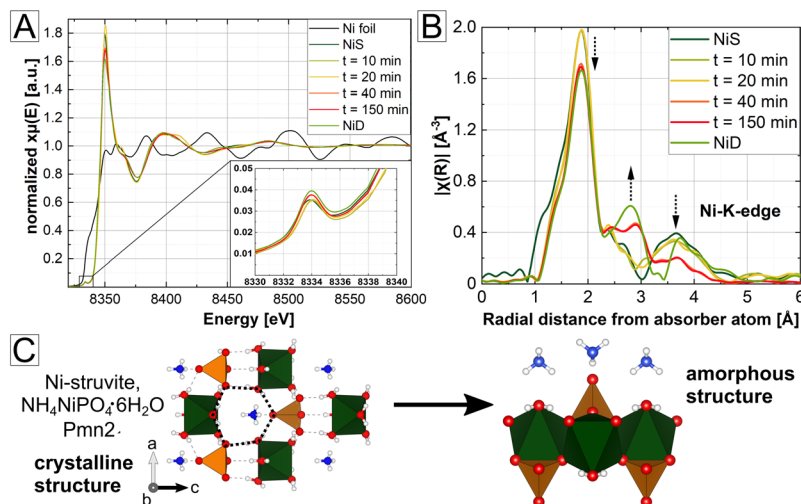 A
normalized xμ(E) [a.u.]
1.8
1.6
1.4
1.2
1.0
0.8
0.6
0.4
0.2
8350
8400
8450
8500
8550
8600
Energy [eV]
Ni foil
NiS
t = 10 min
t = 20 min
t = 40 min
t = 150 min
NiD
0.05
0.04
0.03
0.02
0.01
0.00
8330
8332
8334
8336
8338
8340
B
|χ(R)| [Å⁻³]
2.0
1.6
1.2
0.8
0.4
0.0
0
1
2
3
4
5
6
Radial distance from absorber atom [Å]
NiS
t = 10 min
t = 20 min
t = 40 min
t = 150 min
NiD
Ni-K-edge
C
Ni-struvite,
NH₄NiPO₄·6H₂O
Pmn2
crystalline
structure
a
b
c
amorphous
structure